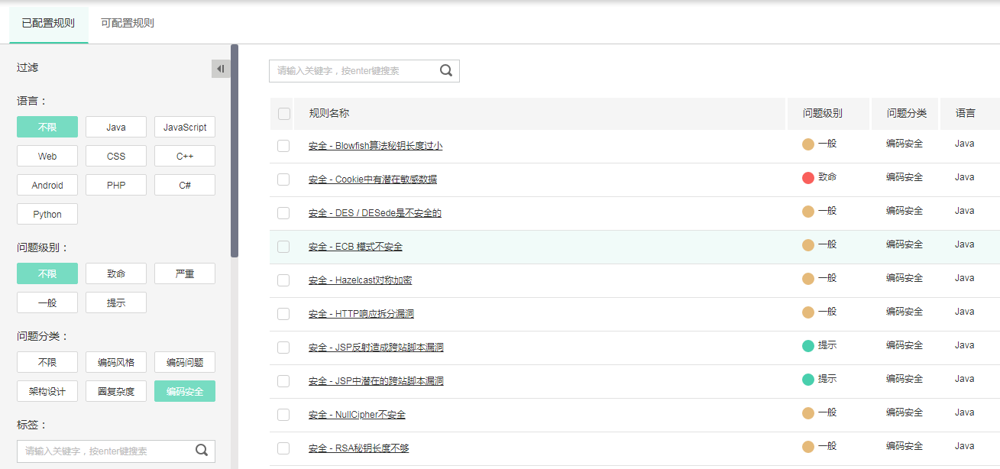 已配置规则 可配置规则
过滤
语言：
不限 Java JavaScript
Web CSS C++
Android PHP C#
Python
问题级别：
不限 致命 严重
一般 提示
问题分类：
不限 编码风格 编码问题
架构设计 圈复杂度 编码安全
标签：
请输入关键字，按enter键搜索
请输入关键字，按enter键搜索
规则名称 问题级别 问题分类 语言
安全 - Blowfish算法秘钥长度过小 一般 编码安全 Java
安全 - Cookie中有潜在敏感数据 致命 编码安全 Java
安全 - DES / DESede是不安全的 一般 编码安全 Java
安全 - ECB 模式不安全 一般 编码安全 Java
安全 - Hazelcast对称加密 一般 编码安全 Java
安全 - HTTP响应拆分漏洞 一般 编码安全 Java
安全 - JSP反射造成跨站脚本漏洞 提示 编码安全 Java
安全 - JSP中潜在的跨站脚本漏洞 提示 编码安全 Java
安全 - NullCipher不安全 一般 编码安全 Java
安全 - RSA秘钥长度不够 一般 编码安全 Java